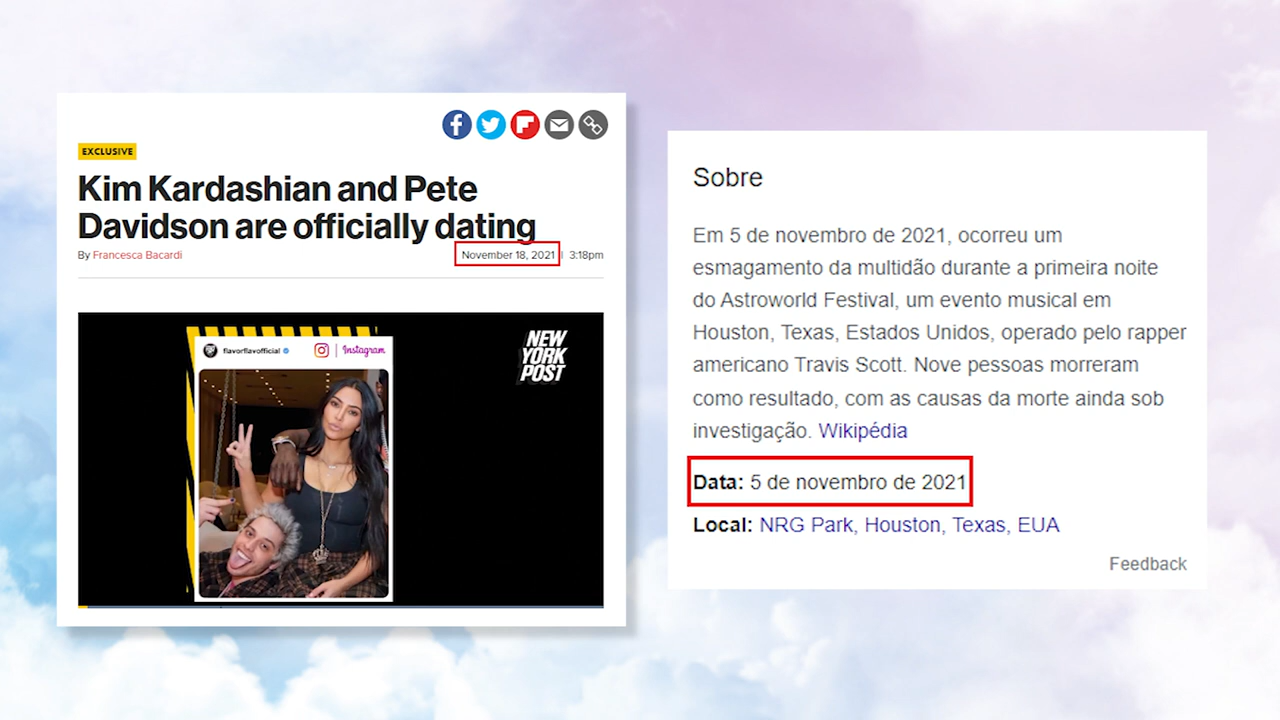 EXCLUSIVE
Kim Kardashian and Pete
Davidson are officially dating
By Francesca Bacardi
November 18, 2021 | 3:18pm
flavorflavofficial
Instagram
NEW
YORK
POST
Sobre
Em 5 de novembro de 2021, ocorreu um
esmagamento da multidão durante a primeira noite
do Astroworld Festival, um evento musical em
Houston, Texas, Estados Unidos, operado pelo rapper
americano Travis Scott. Nove pessoas morreram
como resultado, com as causas da morte ainda sob
investigação. Wikipédia
Data: 5 de novembro de 2021
Local: NRG Park, Houston, Texas, EUA
Feedback